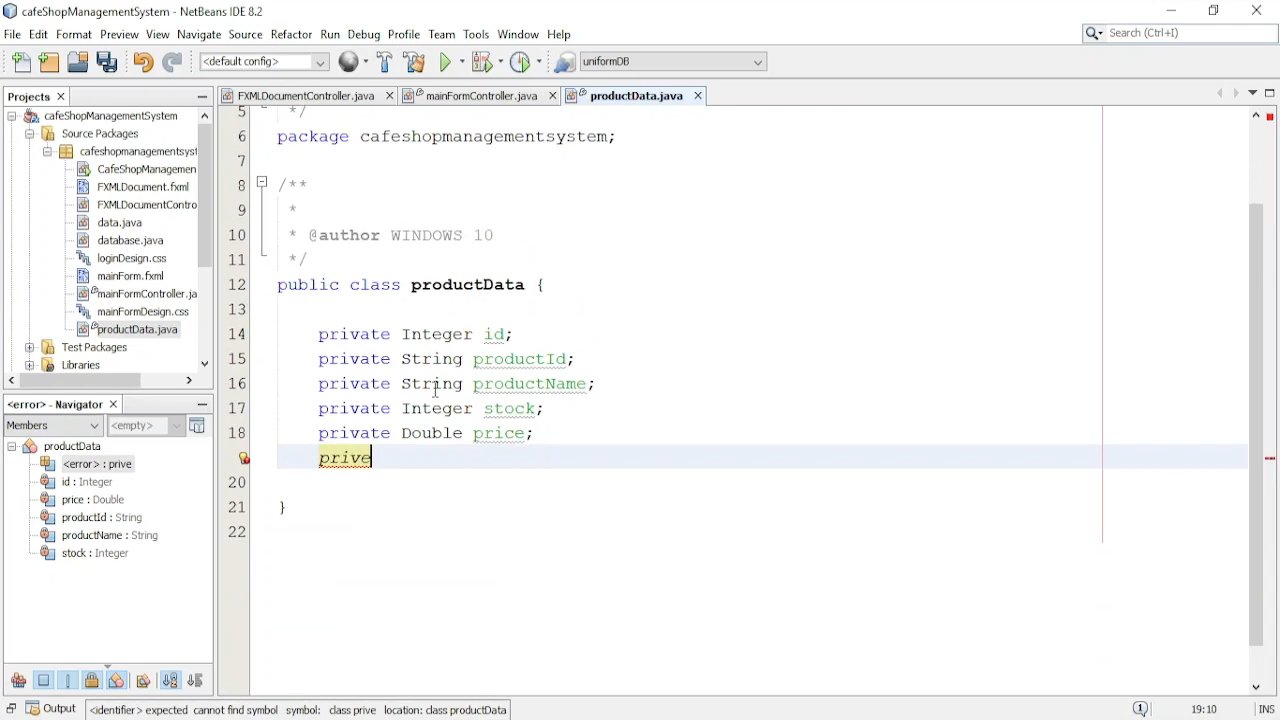 cafeShopManagementSystem - NetBeans IDE 8.2
File Edit Format Preview View Navigate Source Refactor Run Debug Profile Team Tools Window Help
Search (Ctrl+I)
<default config>
uniformDB
Projects
FXMLDocumentController.java
mainFormController.java
productData.java
cafeShopManagementSystem
Source Packages
cafeshopmanagementsyst
CafeShopManagemen
FXMLDocument.fxml
FXMLDocumentContro
data.java
database.java
loginDesign.css
mainForm.fxml
mainFormController.ja
mainFormDesign.css
productData.java
Test Packages
Libraries
<error> - Navigator
Members
<empty>
productData
<error> : prive
id : Integer
price : Double
productId : String
productName : String
stock : Integer
5 */
6 package cafeshopmanagementsystem;
7
8 /**
9 *
10 * @author WINDOWS 10
11 */
12 public class productData {
13
14 private Integer id;
15 private String productId;
16 private String productName;
17 private Integer stock;
18 private Double price;
prive
20
21 }
22
Output
<identifier> expected cannot find symbol symbol: class prive location: class productData
1
19:10
INS